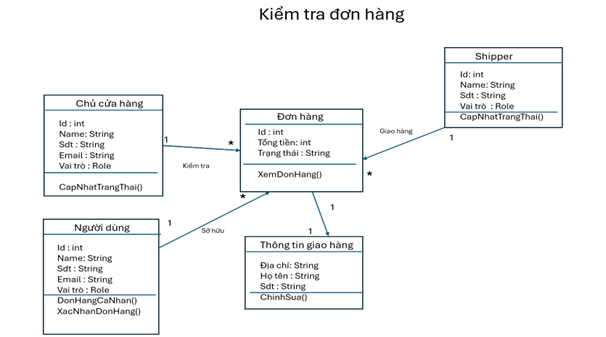 Kiểm tra đơn hàng
Chủ cửa hàng
Id : int
Name: String
Sdt : String
Email : String
Vai trò : Role
CapNhatTrangThai()
1
Kiểm tra
*
Đơn hàng
Id : int
Tổng tiền: int
Trạng thái : String
XemDonHang()
Shipper
Id: int
Name: String
Sdt : String
Vai trò : Role
CapNhatTrangThai()
Giao hàng
1
*
Người dùng
Id : int
Name: String
Sdt : String
Email : String
Vai trò : Role
DonHangCaNhan()
XacNhanDonHang()
1
Sở hữu
*
1
1
Thông tin giao hàng
Địa chỉ: String
Họ tên : String
Sdt : String
ChinhSua()